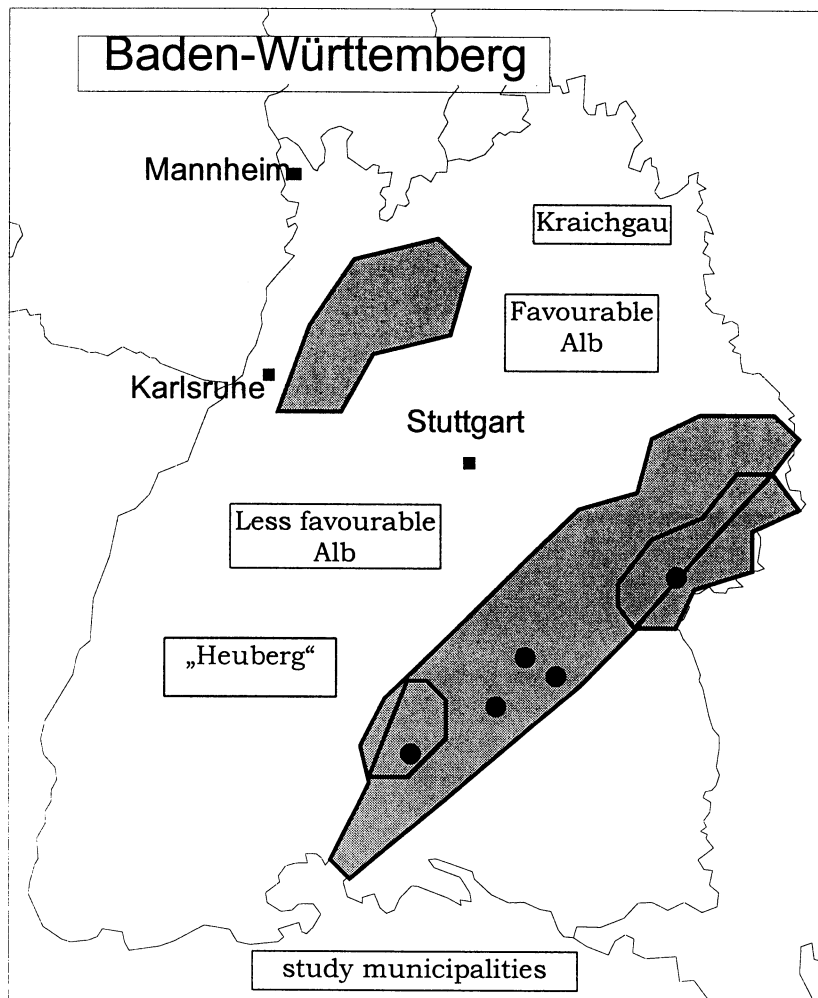 Baden-Württemberg
Mannheim
Kraichgau
Favourable
Alb
Karlsruhe
Stuttgart
Less favourable
Alb
„Heuberg“
study municipalities